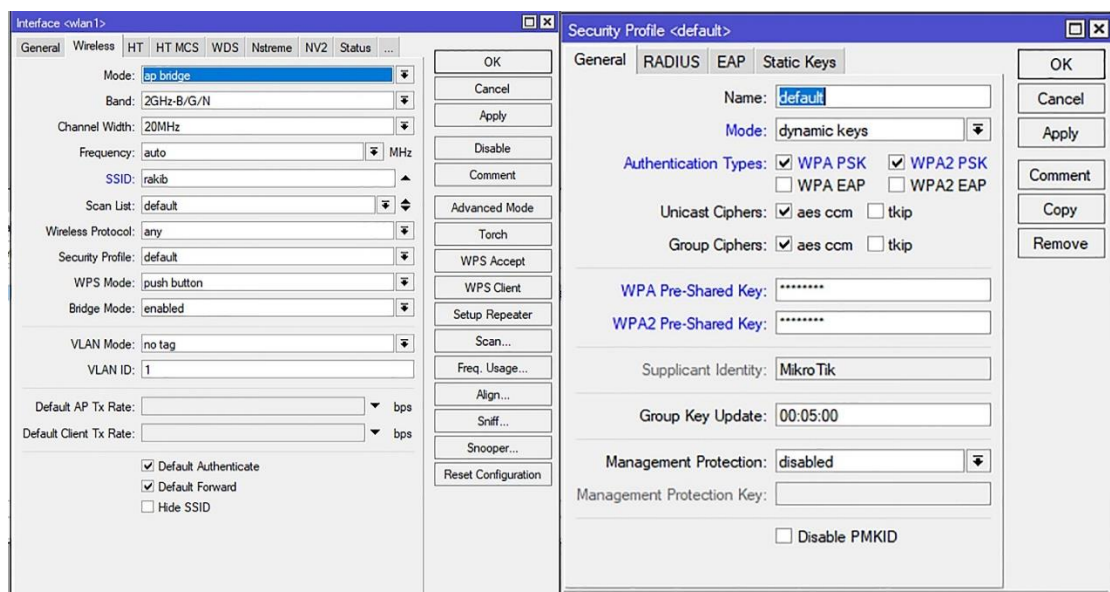 Interface <wlan1>
General Wireless HT HT MCS WDS Nstreme NV2 Status ...
Mode: ap bridge
Band: 2GHz-B/G/N
Channel Width: 20MHz
Frequency: auto MHz
SSID: rakib
Scan List: default
Wireless Protocol: any
Security Profile: default
WPS Mode: push button
Bridge Mode: enabled
VLAN Mode: no tag
VLAN ID: 1
Default AP Tx Rate: bps
Default Client Tx Rate: bps
Default Authenticate
Default Forward
Hide SSID
OK
Cancel
Apply
Disable
Comment
Advanced Mode
Torch
WPS Accept
WPS Client
Setup Repeater
Scan...
Freq. Usage...
Align...
Sniff...
Snooper...
Reset Configuration
Security Profile <default>
General RADIUS EAP Static Keys
Name: default
Mode: dynamic keys
Authentication Types: WPA PSK WPA2 PSK
WPA EAP WPA2 EAP
Unicast Ciphers: aes ccm tkip
Group Ciphers: aes ccm tkip
WPA Pre-Shared Key: ********
WPA2 Pre-Shared Key: ********
Supplicant Identity: MikroTik
Group Key Update: 00:05:00
Management Protection: disabled
Management Protection Key:
Disable PMKID
OK
Cancel
Apply
Comment
Copy
Remove